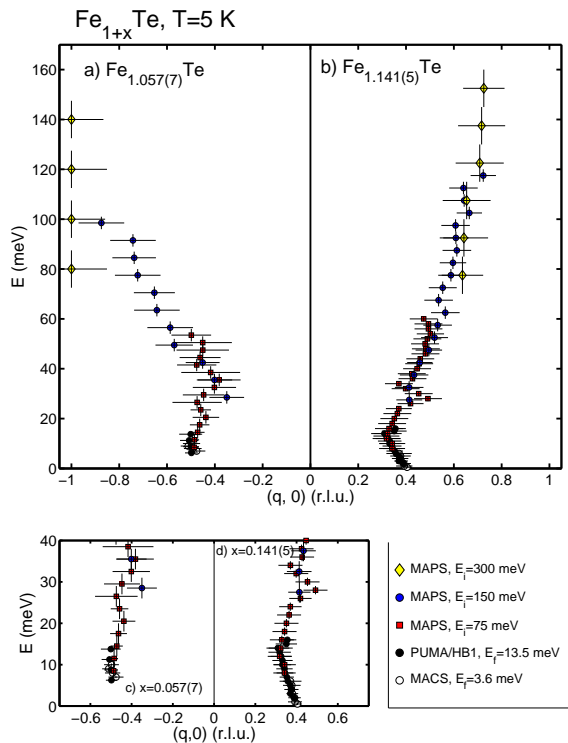 Fe1+xTe, T=5 K
a) Fe1.057(7)Te
b) Fe1.141(5)Te
E (meV)
160
140
120
100
80
60
40
20
0
−1 −0.8 −0.6 −0.4 −0.2 0 0.2 0.4 0.6 0.8 1
(q, 0) (r.l.u.)
d) x=0.141(5)
c) x=0.057(7)
E (meV)
40
30
20
10
0
−0.6 −0.4 −0.2 0 0.2 0.4 0.6
(q,0) (r.l.u.)
MAPS, Ei=300 meV
MAPS, Ei=150 meV
MAPS, Ei=75 meV
PUMA/HB1, Ef=13.5 meV
MACS, Ef=3.6 meV